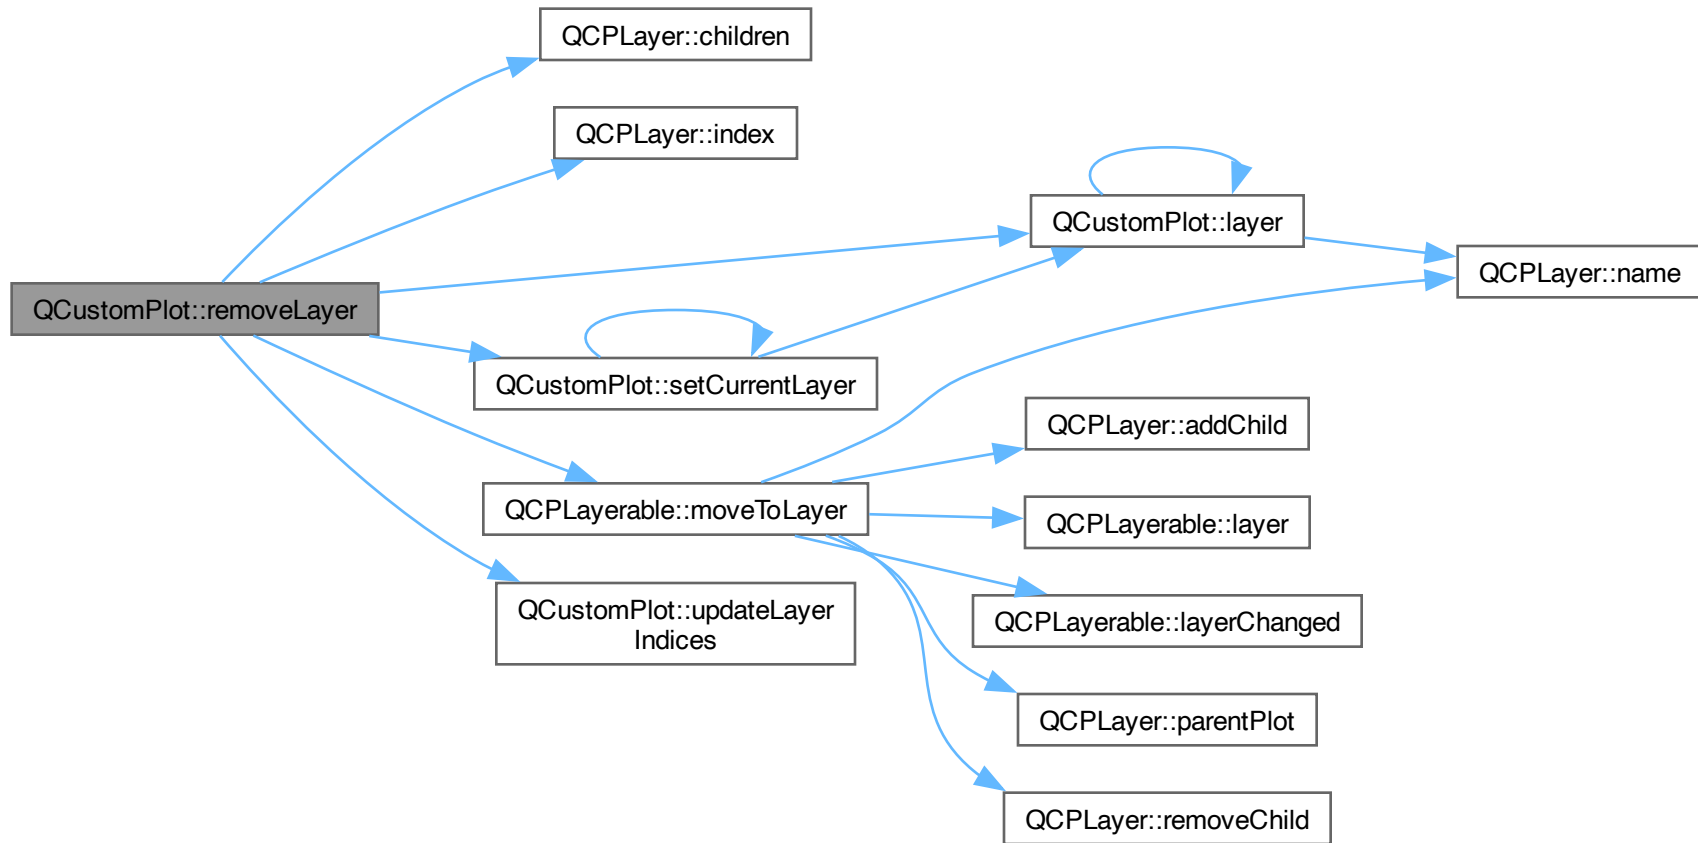 QCPLayer::children
QCPLayer::index
QCustomPlot::layer
QCPLayer::name
QCustomPlot::removeLayer
QCustomPlot::setCurrentLayer
QCPLayer::addChild
QCPLayerable::moveToLayer
QCPLayerable::layer
QCustomPlot::updateLayer
Indices
QCPLayerable::layerChanged
QCPLayer::parentPlot
QCPLayer::removeChild